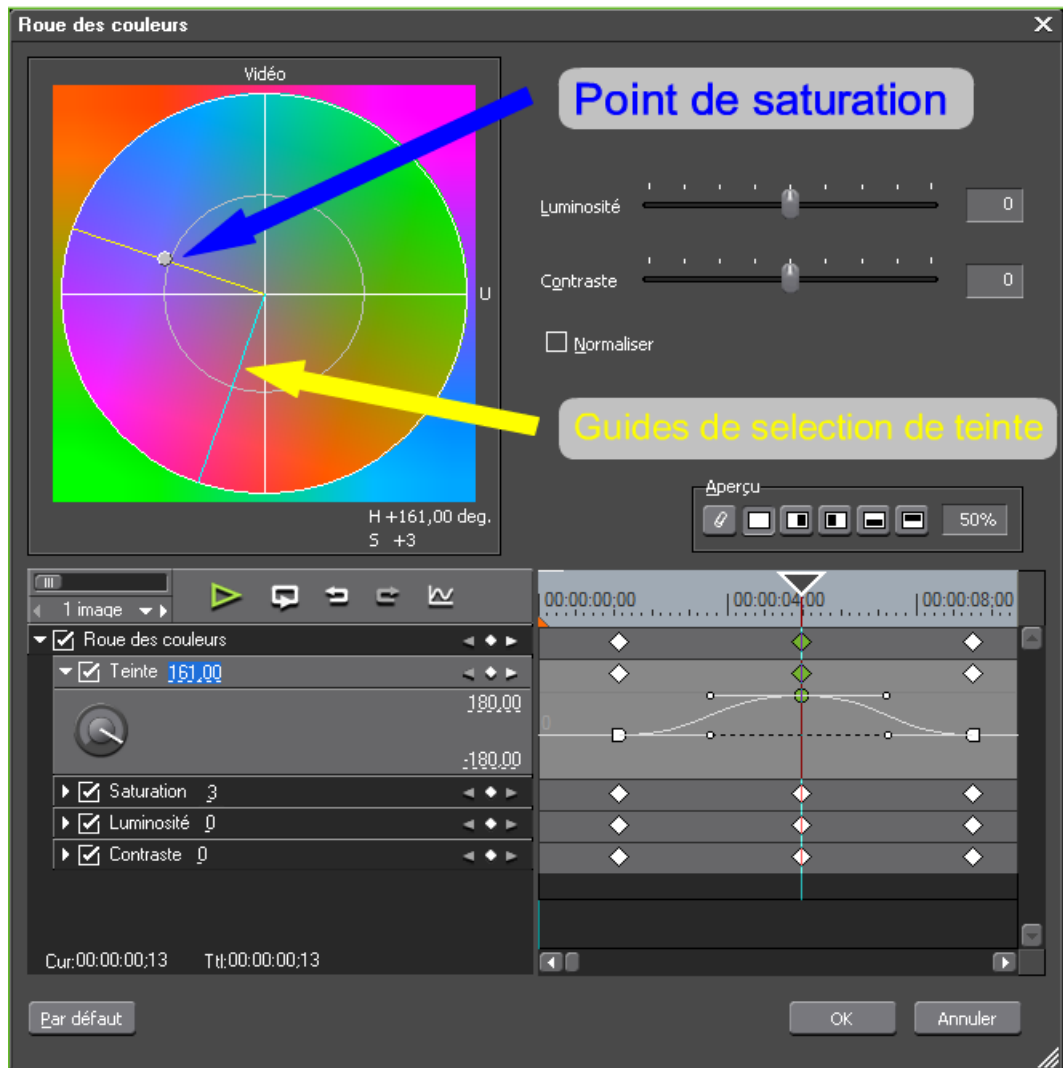 Roue des couleurs
Vidéo
Point de saturation
Luminosité 0
U
Contraste 0
Normaliser
Guides de selection de teinte
Aperçu
50%
H +161,00 deg.
S +3
1 image
00:00:00;00 00:00:04;00 00:00:08;00
Roue des couleurs
Teinte 161,00
180,00
0
-180,00
Saturation 3
Luminosité 0
Contraste 0
Cur:00:00:00;13 Ttl:00:00:00;13
Par défaut OK Annuler